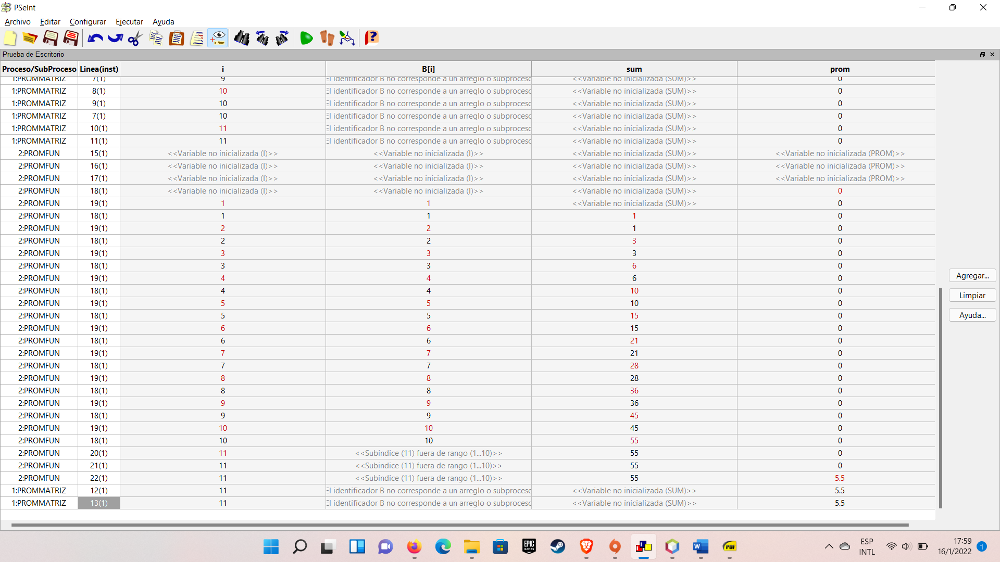 PSeInt
Archivo Editar Configurar Ejecutar Ayuda
Prueba de Escritorio
Proceso/SubProceso Linea(inst) i B[i] sum prom
1:PROMMATRIZ 7(1) 9 El identificador B no corresponde a un arreglo o subproceso <<Variable no inicializada (SUM)>> 0
1:PROMMATRIZ 8(1) 10 El identificador B no corresponde a un arreglo o subproceso <<Variable no inicializada (SUM)>> 0
1:PROMMATRIZ 9(1) 10 El identificador B no corresponde a un arreglo o subproceso <<Variable no inicializada (SUM)>> 0
1:PROMMATRIZ 7(1) 10 El identificador B no corresponde a un arreglo o subproceso <<Variable no inicializada (SUM)>> 0
1:PROMMATRIZ 10(1) 11 El identificador B no corresponde a un arreglo o subproceso <<Variable no inicializada (SUM)>> 0
1:PROMMATRIZ 11(1) 11 El identificador B no corresponde a un arreglo o subproceso <<Variable no inicializada (SUM)>> 0
2:PROMFUN 15(1) <<Variable no inicializada (I)>> <<Variable no inicializada (I)>> <<Variable no inicializada (SUM)>> <<Variable no inicializada (PROM)>>
2:PROMFUN 16(1) <<Variable no inicializada (I)>> <<Variable no inicializada (I)>> <<Variable no inicializada (SUM)>> <<Variable no inicializada (PROM)>>
2:PROMFUN 17(1) <<Variable no inicializada (I)>> <<Variable no inicializada (I)>> <<Variable no inicializada (SUM)>> <<Variable no inicializada (PROM)>>
2:PROMFUN 18(1) <<Variable no inicializada (I)>> <<Variable no inicializada (I)>> <<Variable no inicializada (SUM)>> 0
2:PROMFUN 19(1) 1 1 <<Variable no inicializada (SUM)>> 0
2:PROMFUN 18(1) 1 1 1 0
2:PROMFUN 19(1) 2 2 1 0
2:PROMFUN 18(1) 2 2 3 0
2:PROMFUN 19(1) 3 3 3 0
2:PROMFUN 18(1) 3 3 6 0
2:PROMFUN 19(1) 4 4 6 0
2:PROMFUN 18(1) 4 4 10 0
2:PROMFUN 19(1) 5 5 10 0
2:PROMFUN 18(1) 5 5 15 0
2:PROMFUN 19(1) 6 6 15 0
2:PROMFUN 18(1) 6 6 21 0
2:PROMFUN 19(1) 7 7 21 0
2:PROMFUN 18(1) 7 7 28 0
2:PROMFUN 19(1) 8 8 28 0
2:PROMFUN 18(1) 8 8 36 0
2:PROMFUN 19(1) 9 9 36 0
2:PROMFUN 18(1) 9 9 45 0
2:PROMFUN 19(1) 10 10 45 0
2:PROMFUN 18(1) 10 10 55 0
2:PROMFUN 20(1) 11 <<Subindice (11) fuera de rango (1...10)>> 55 0
2:PROMFUN 21(1) 11 <<Subindice (11) fuera de rango (1...10)>> 55 0
2:PROMFUN 22(1) 11 <<Subindice (11) fuera de rango (1...10)>> 55 5.5
1:PROMMATRIZ 12(1) 11 El identificador B no corresponde a un arreglo o subproceso <<Variable no inicializada (SUM)>> 5.5
1:PROMMATRIZ 13(1) 11 El identificador B no corresponde a un arreglo o subproceso <<Variable no inicializada (SUM)>> 5.5
Agregar...
Limpiar
Ayuda...
EPIC GAMES
W
PDF
ESP
INTL
17:59
16/1/2022
1